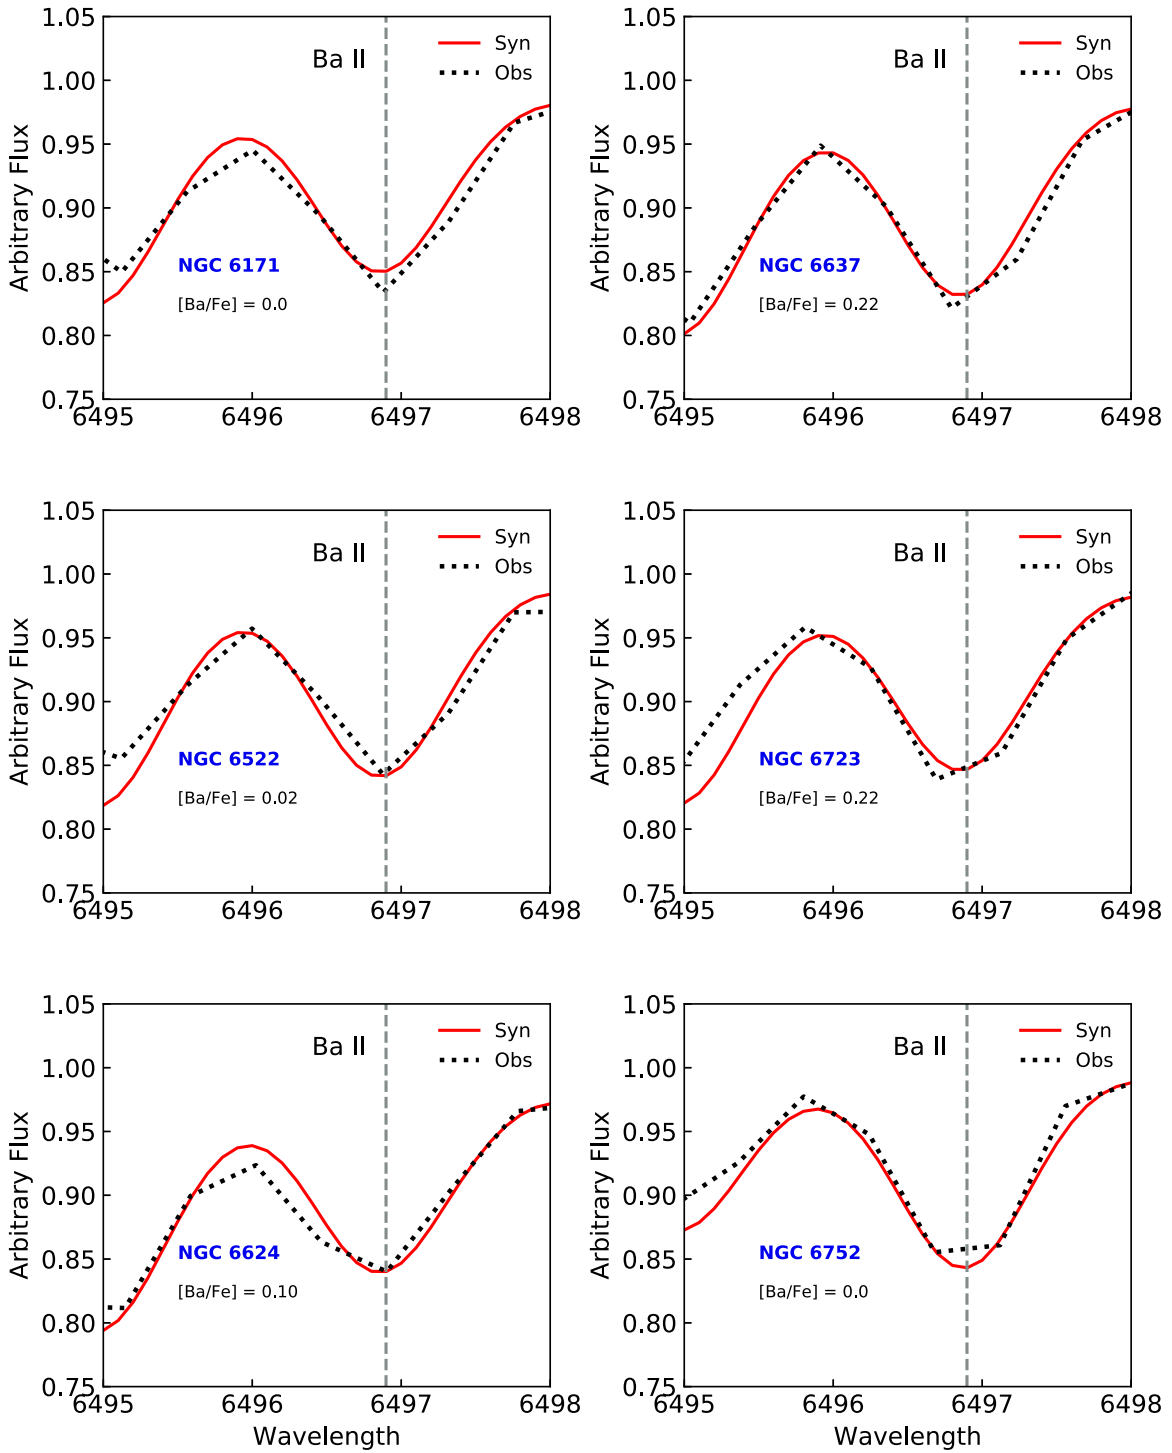 1.05
1.00
0.95
0.90
0.85
0.80
0.75
Arbitrary Flux
Ba II
Syn
Obs
NGC 6171
[Ba/Fe] = 0.0
6495 6496 6497 6498
1.05
1.00
0.95
0.90
0.85
0.80
0.75
Arbitrary Flux
Ba II
Syn
Obs
NGC 6637
[Ba/Fe] = 0.22
6495 6496 6497 6498
1.05
1.00
0.95
0.90
0.85
0.80
0.75
Arbitrary Flux
Ba II
Syn
Obs
NGC 6522
[Ba/Fe] = 0.02
6495 6496 6497 6498
1.05
1.00
0.95
0.90
0.85
0.80
0.75
Arbitrary Flux
Ba II
Syn
Obs
NGC 6723
[Ba/Fe] = 0.22
6495 6496 6497 6498
1.05
1.00
0.95
0.90
0.85
0.80
0.75
Arbitrary Flux
Ba II
Syn
Obs
NGC 6624
[Ba/Fe] = 0.10
6495 6496 6497 6498
Wavelength
1.05
1.00
0.95
0.90
0.85
0.80
0.75
Arbitrary Flux
Ba II
Syn
Obs
NGC 6752
[Ba/Fe] = 0.0
6495 6496 6497 6498
Wavelength